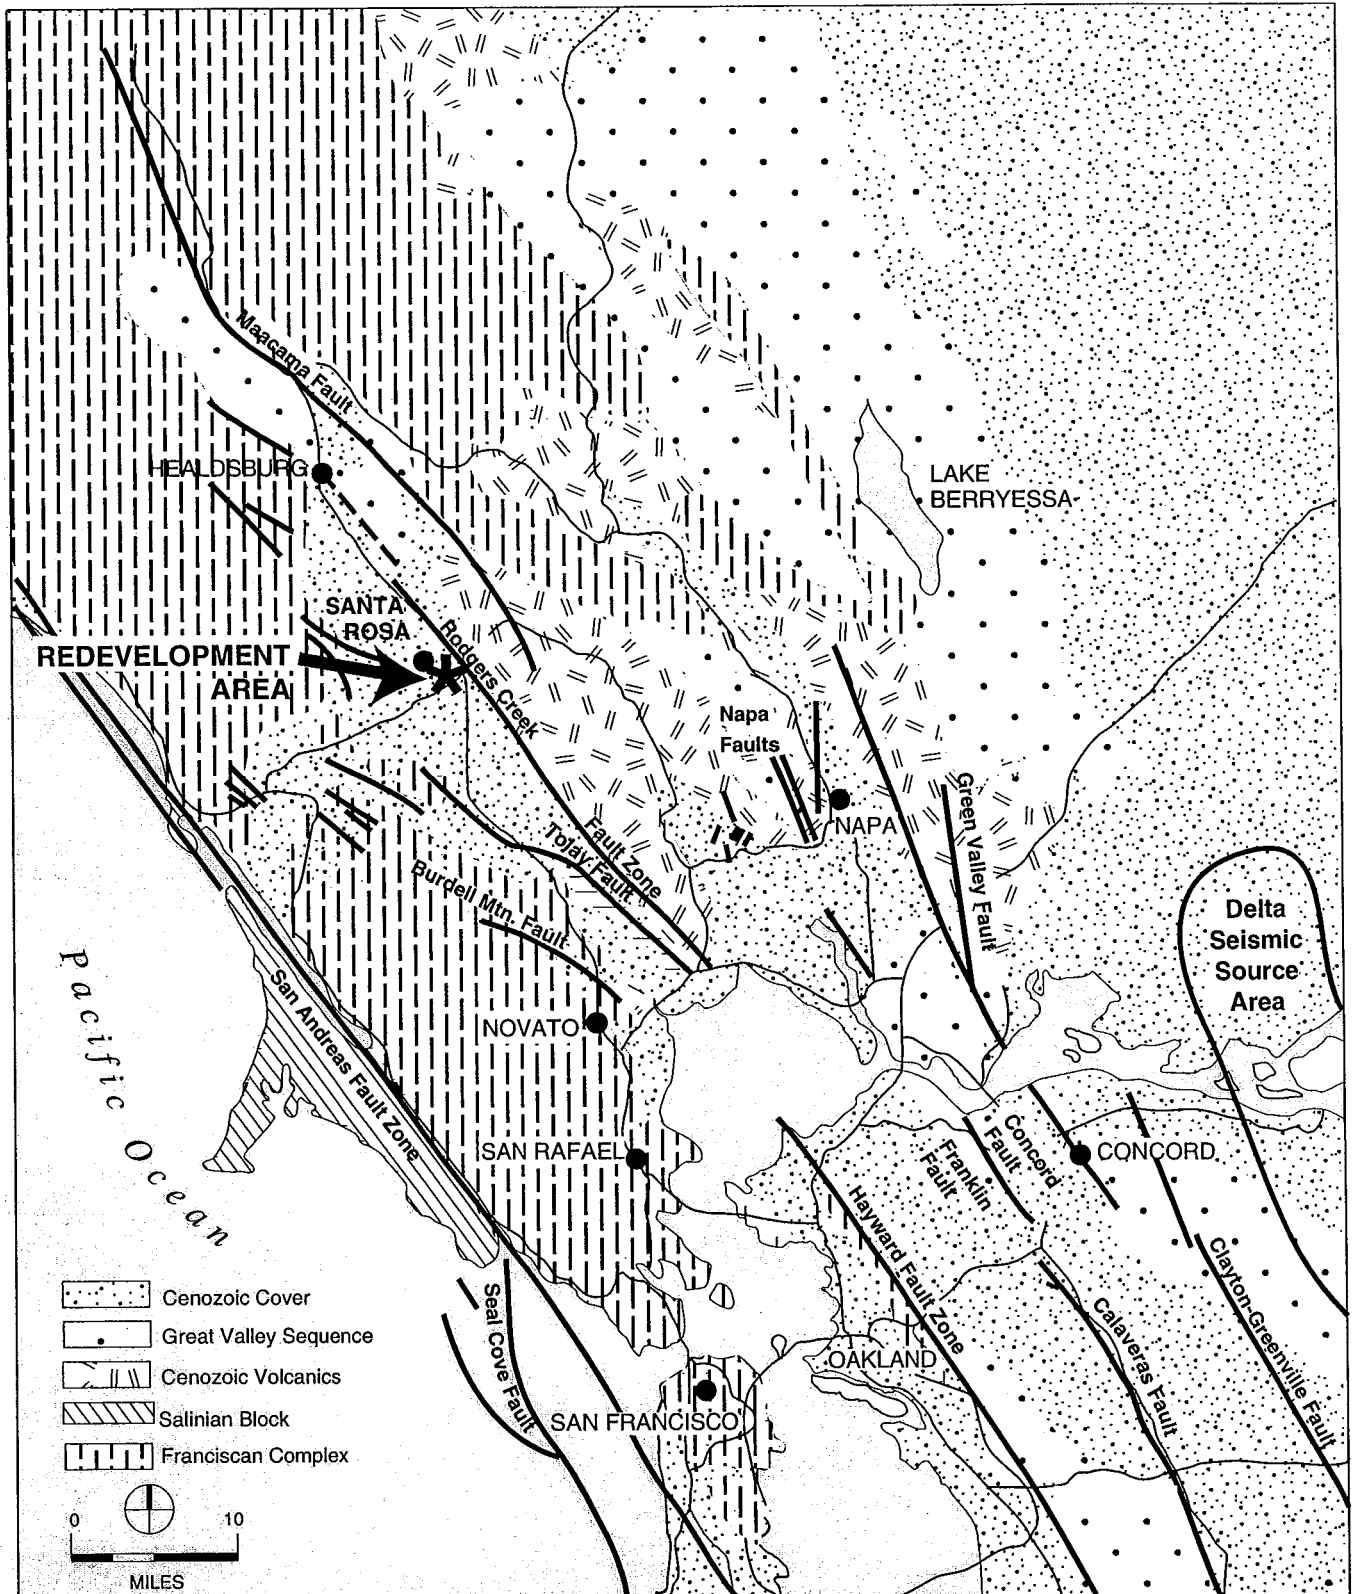 Maacama Fault
HEALDSBURG
LAKE
BERRYESSA
SANTA
ROSA
REDEVELOPMENT
AREA
Rodgers Creek
Fault Zone
Napa
Faults
NAPA
Green Valley Fault
Tolay Fault
Burdell Mtn. Fault
Delta
Seismic
Source
Area
Pacific Ocean
San Andreas Fault Zone
NOVATO
SAN RAFAEL
Franklin
Fault
Concord
Fault
CONCORD
Hayward Fault Zone
Clayton-Greenville Fault
Calaveras Fault
Seal Cove Fault
OAKLAND
SAN FRANCISCO
Cenozoic Cover
Great Valley Sequence
Cenozoic Volcanics
Salinian Block
Franciscan Complex
0 10
MILES